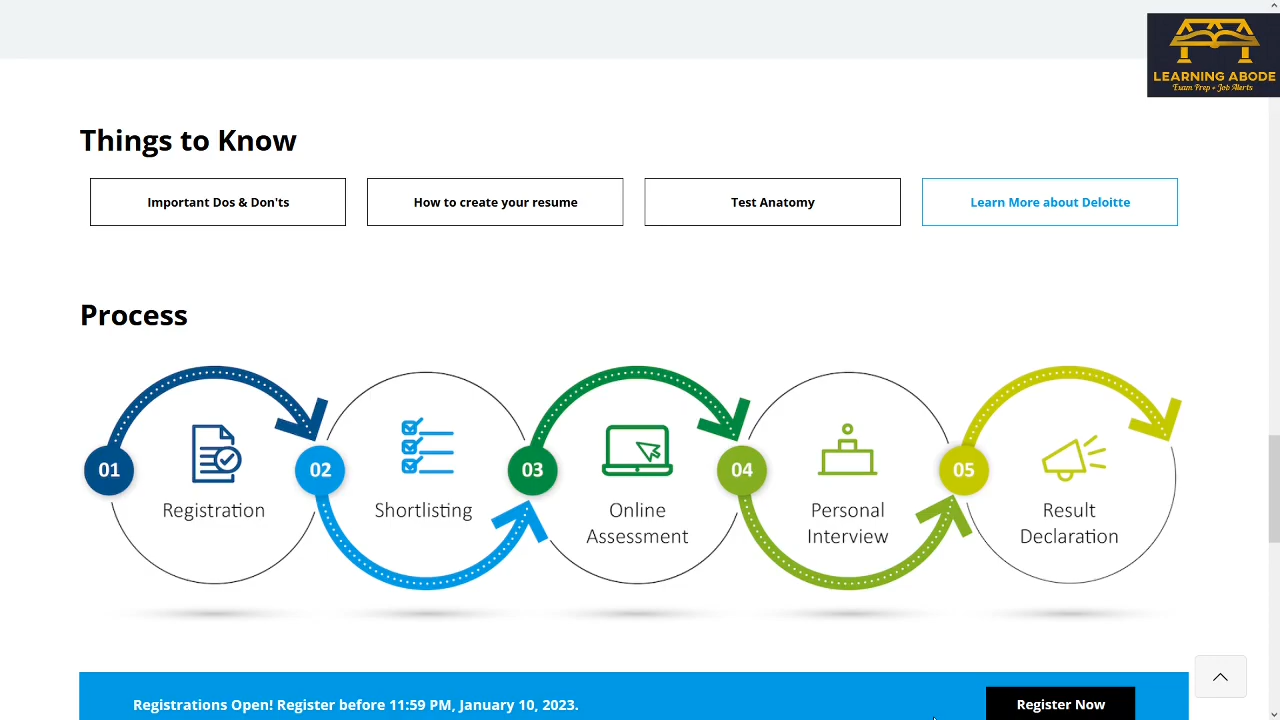 LEARNING ABODE
Exam Prep + Job Alerts
Things to Know
Important Dos & Don'ts
How to create your resume
Test Anatomy
Learn More about Deloitte
Process
01
02
03
04
05
Registration
Shortlisting
Online
Assessment
Personal
Interview
Result
Declaration
Registrations Open! Register before 11:59 PM, January 10, 2023.
Register Now